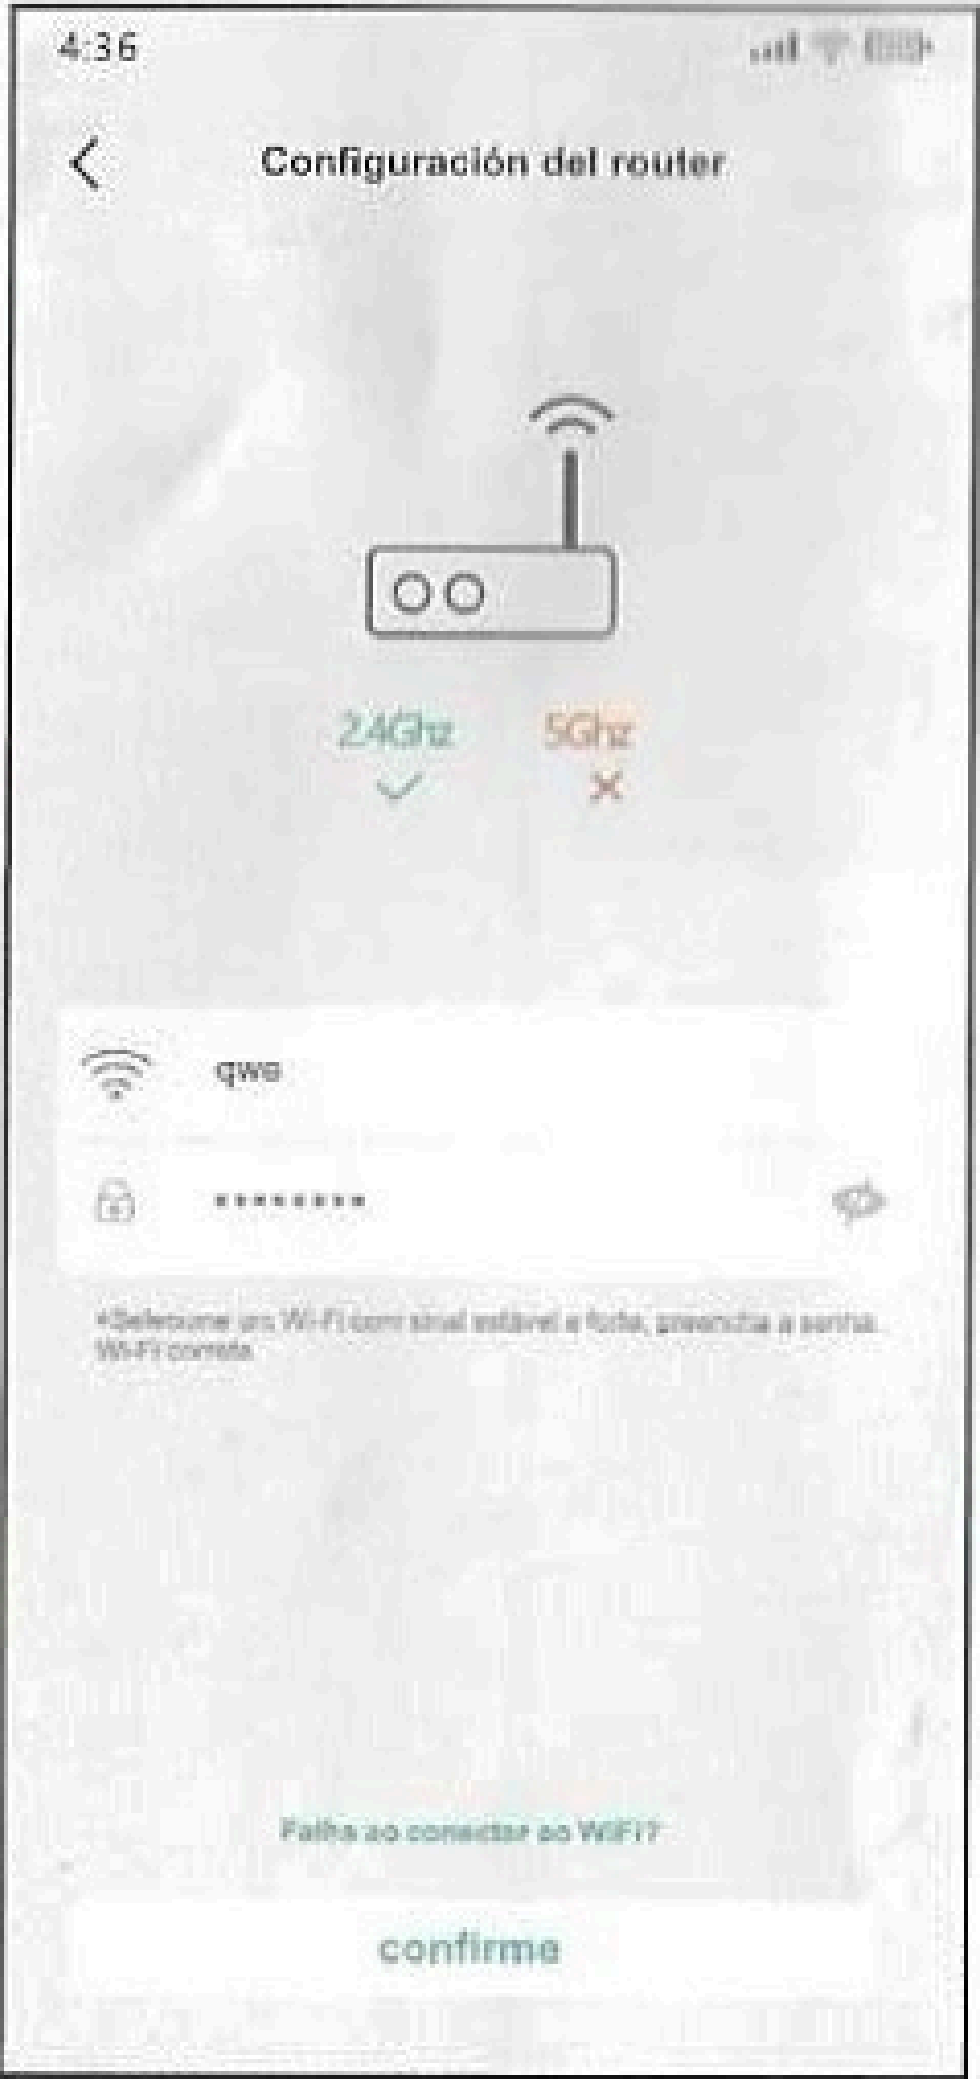 4:36
Configuración del router
2.4Ghz
5Ghz
qwe
********
*Selecione um Wi-Fi com sinal estável e forte, preencha a senha
Wi-Fi correta
Falha ao conectar ao WiFi?
confirme